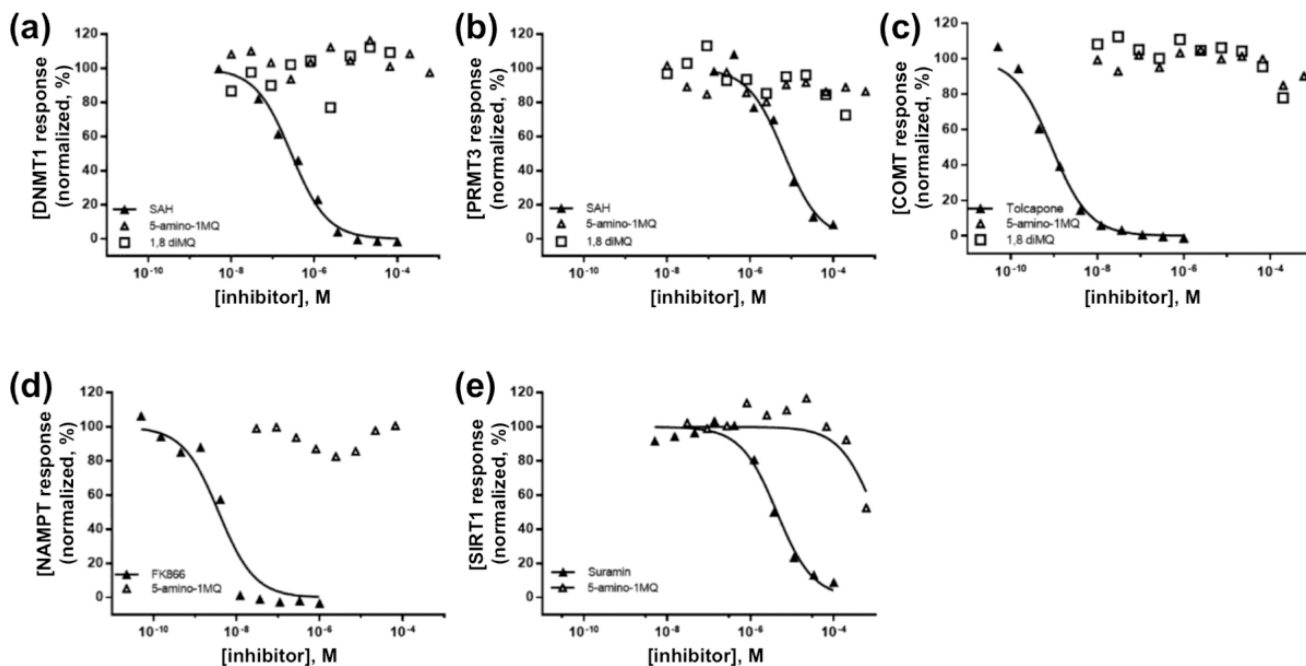 (a)
[DNMT1 response
(normalized, %)
120
100
80
60
40
20
0
SAH
5-amino-1MQ
1,8 diMQ
10⁻¹⁰ 10⁻⁸ 10⁻⁶ 10⁻⁴
[inhibitor], M
(b)
[PRMT3 response
(normalized, %)
120
100
80
60
40
20
0
SAH
5-amino-1MQ
1,8 diMQ
10⁻¹⁰ 10⁻⁸ 10⁻⁶ 10⁻⁴
[inhibitor], M
(c)
[COMT response
(normalized, %)
120
100
80
60
40
20
0
Tolcapone
5-amino-1MQ
1,8 diMQ
10⁻¹⁰ 10⁻⁸ 10⁻⁶ 10⁻⁴
[inhibitor], M
(d)
[NAMPT response
(normalized, %)
120
100
80
60
40
20
0
FK866
5-amino-1MQ
10⁻¹⁰ 10⁻⁸ 10⁻⁶ 10⁻⁴
[inhibitor], M
(e)
[SIRT1 response
(normalized, %)
120
100
80
60
40
20
0
Suramin
5-amino-1MQ
10⁻¹⁰ 10⁻⁸ 10⁻⁶ 10⁻⁴
[inhibitor], M